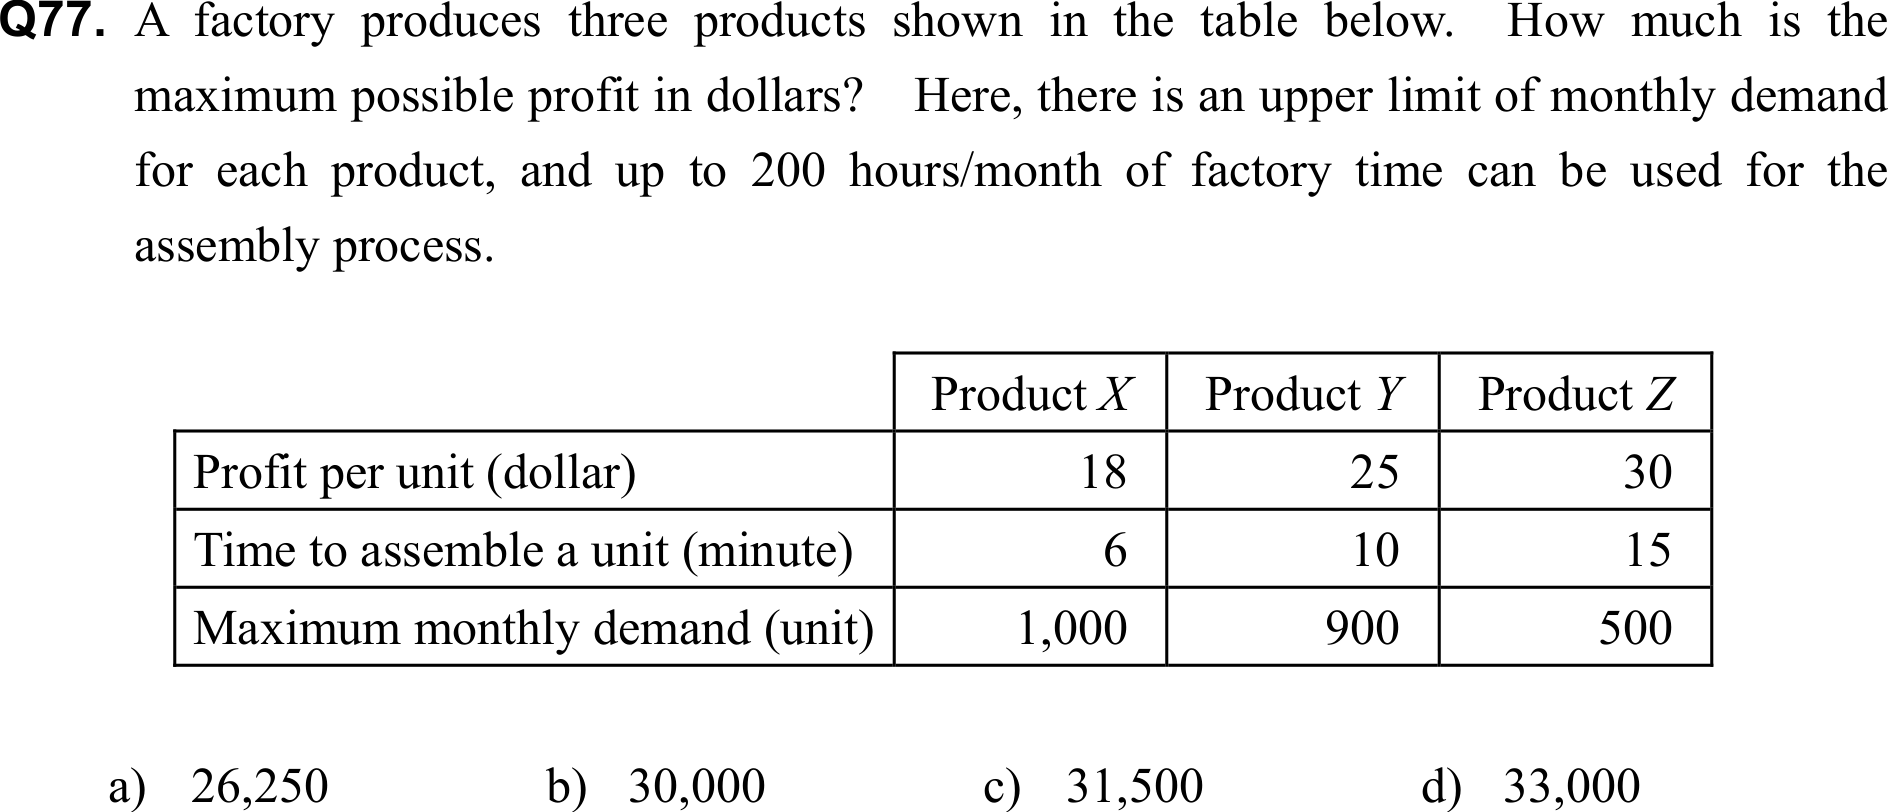 Q77. A factory produces three products shown in the table below. How much is the
maximum possible profit in dollars? Here, there is an upper limit of monthly demand
for each product, and up to 200 hours/month of factory time can be used for the
assembly process.
Product X Product Y Product Z
Profit per unit (dollar) 18 25 30
Time to assemble a unit (minute) 6 10 15
Maximum monthly demand (unit) 1,000 900 500
a) 26,250 b) 30,000 c) 31,500 d) 33,000